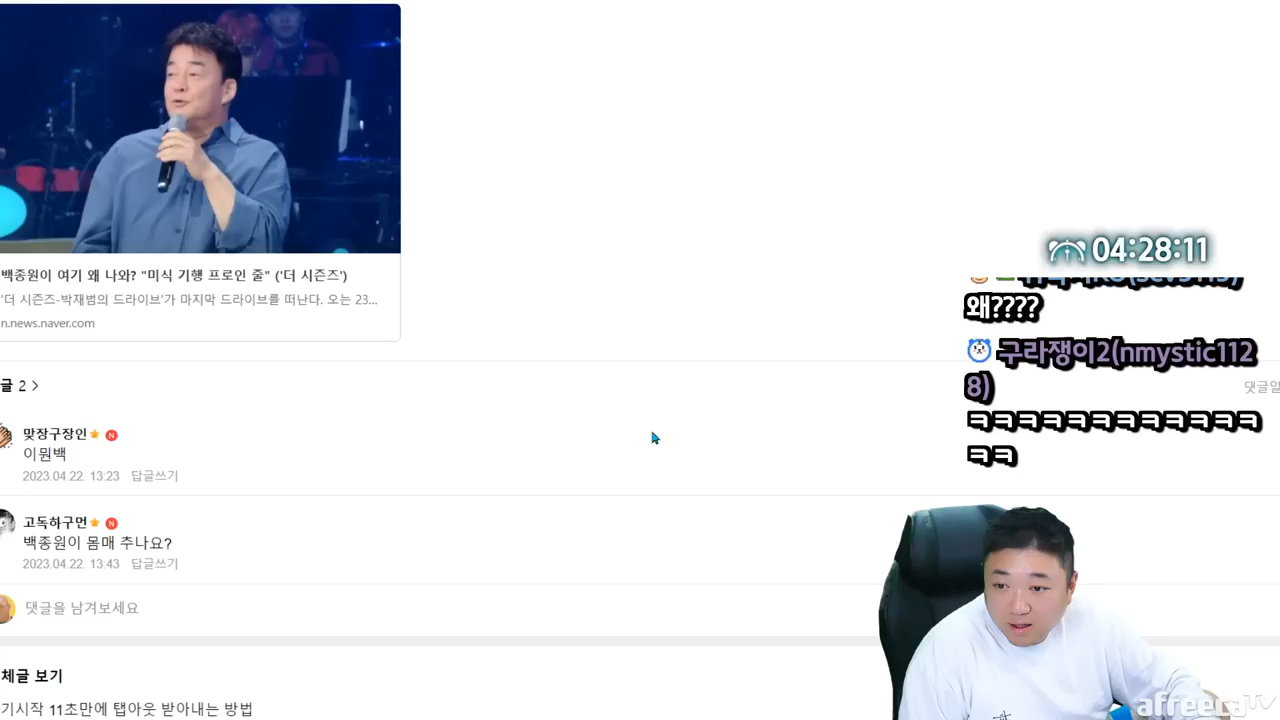 백종원이 여기 왜 나와? "미식 기행 프로인 줄" ('더 시즌즈')
'더 시즌즈-박재범의 드라이브'가 마지막 드라이브를 떠난다. 오는 23...
n.news.naver.com
글 2
댓글알
맞장구장인
이뭔백
2023.04.22. 13:23 답글쓰기
고독하구먼
백종원이 몸매 추나요?
2023.04.22. 13:43 답글쓰기
댓글을 남겨보세요
체글 보기
기시작 11초만에 탭아웃 받아내는 방법
04:28:11
왜????
구라쟁이2(nmystic112
8)
ㅋㅋㅋㅋㅋㅋㅋㅋㅋㅋㅋㅋ
ㅋㅋ
afreecaTV